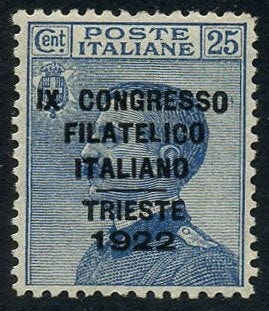 POSTE
Cent ITALIANE 25
IX CONGRESSO
FILATELICO
ITALIANO
TRIESTE
1922